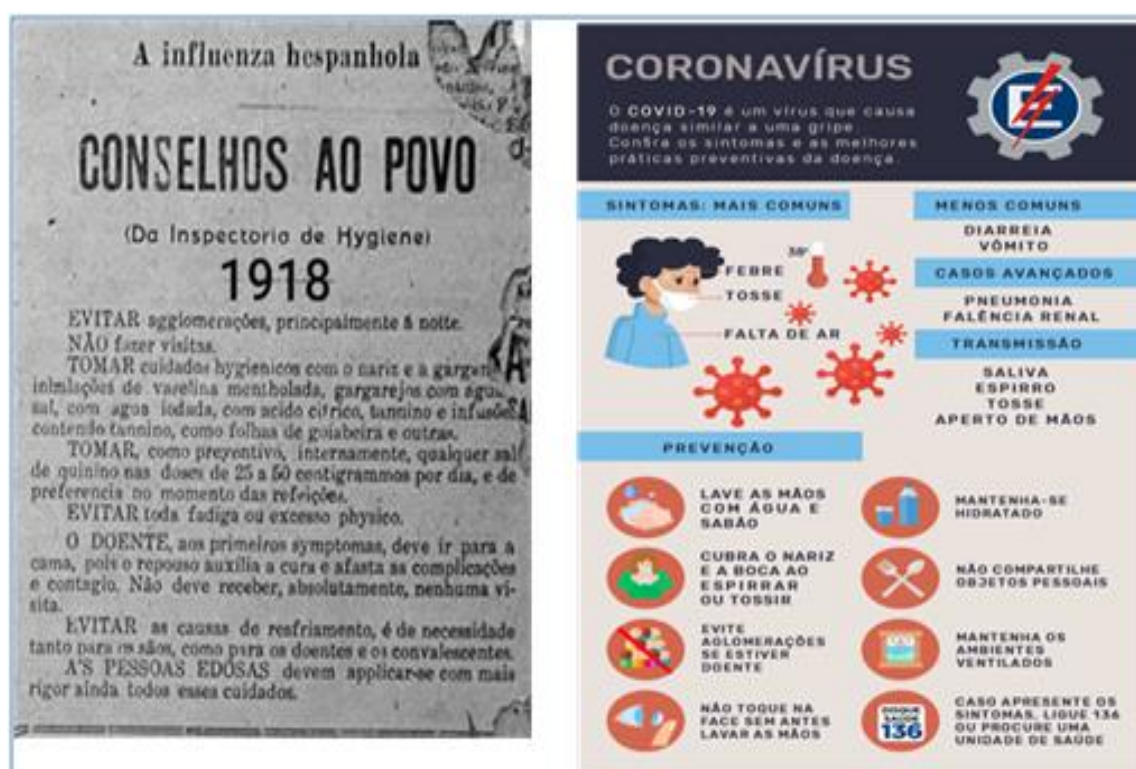 A influenza hespanhola
CONSELHOS AO POVO
(Da Inspectoria de Hygiene)
1918
EVITAR agglomerações, principalmente á noite.
NÃO fazer visitas.
TOMAR cuidados hygienicos com o nariz e a
inhalações de vaselina mentholada, gargarejos com
sal, com agua iodada, com acido citrico, tannino e infusões
contendo tannino, como folhas de goiabeira e outras.
TOMAR, como preventivo, internamente, qualquer sal
de quinino nas doses de 25 a 50 centigrammos por dia, e de
preferencia no momento das refeições.
EVITAR toda fadiga ou excesso physico.
O DOENTE, aos primeiros symptomas, deve ir para a
cama, pois o repouso auxilia a cura e afasta as complicações
e contagio. Não deve receber, absolutamente, nenhuma vi-
sita.
EVITAR as causas de resfriamento, é de necessidade
tanto para os sãos, como para os doentes e os convalescentes.
A'S PESSOAS EDOSAS devem applicar-se com mais
rigor ainda todos esses cuidados.
CORONAVÍRUS
O COVID-19 é um vírus que causa
doença similar a uma gripe.
Confira os sintomas e as melhores
práticas preventivas da doença.
E
SINTOMAS: MAIS COMUNS
38°
FEBRE
TOSSE
FALTA DE AR
MENOS COMUNS
DIARREIA
VÔMITO
CASOS AVANÇADOS
PNEUMONIA
FALÊNCIA RENAL
TRANSMISSÃO
SALIVA
ESPIRRO
TOSSE
APERTO DE MÃOS
PREVENÇÃO
LAVE AS MÃOS
COM ÁGUA E
SABÃO
CUBRA O NARIZ
E A BOCA AO
ESPIRRAR
OU TOSSIR
EVITE
AGLOMERAÇÕES
SE ESTIVER
DOENTE
NÃO TOQUE NA
FACE SEM ANTES
LAVAR AS MÃOS
MANTENHA-SE
HIDRATADO
NÃO COMPARTILHE
OBJETOS PESSOAIS
MANTENHA OS
AMBIENTES
VENTILADOS
DISQUE
SAÚDE
136
CASO APRESENTE OS
SINTOMAS, LIGUE 136
OU PROCURE UMA
UNIDADE DE SAÚDE